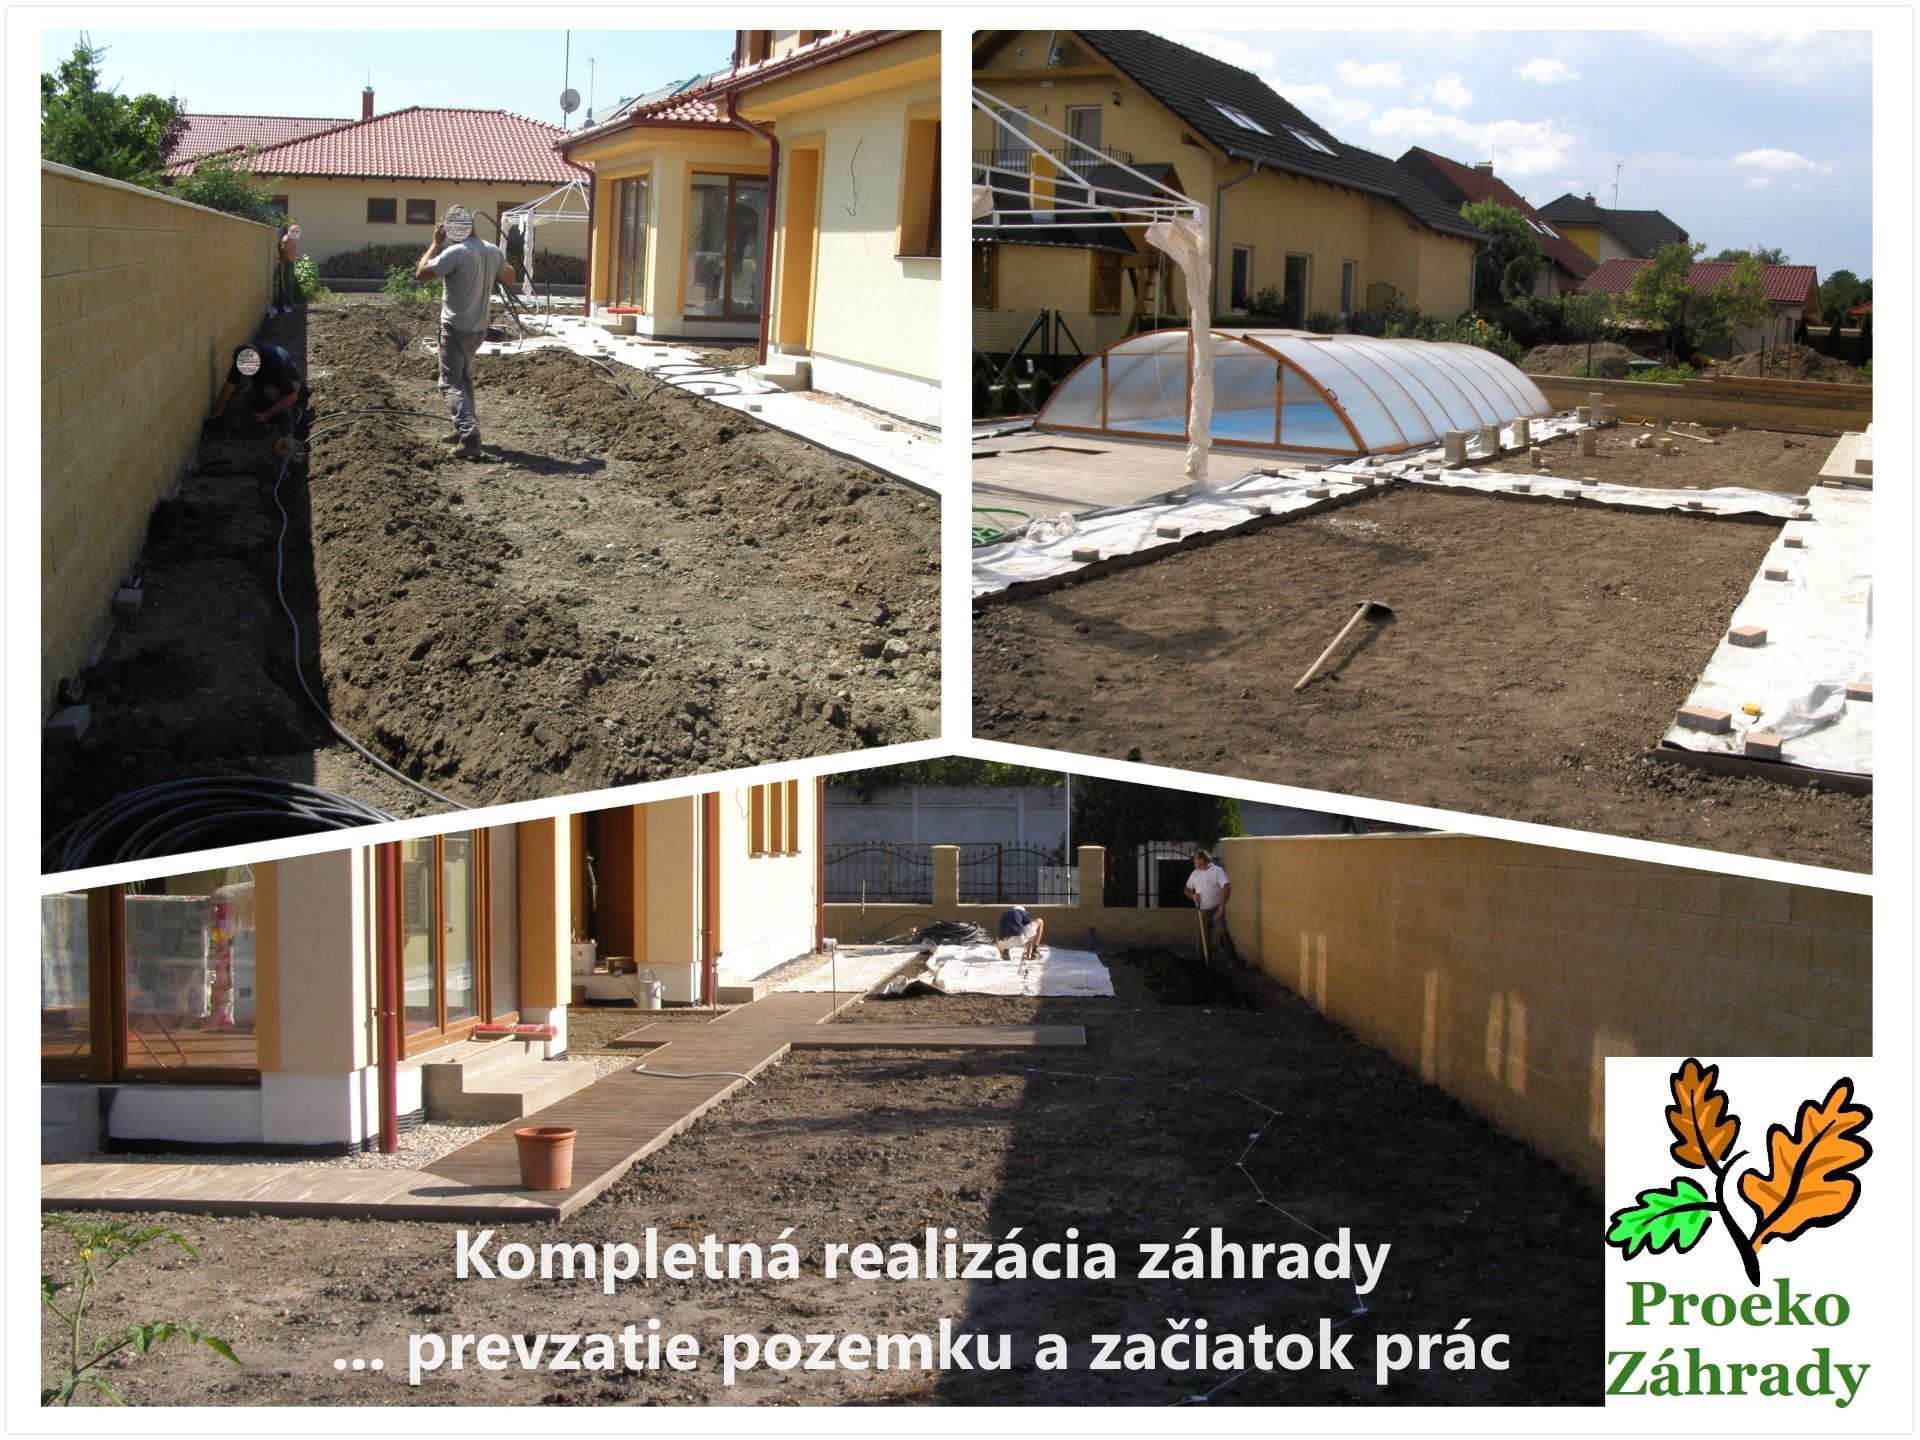 Kompletná realizácia záhrady
... prevzatie pozemku a začiatok prác
Proeko
Záhrady